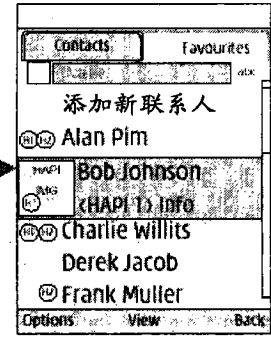 Contacts Favourites
abc
添加新联系人
Alan Pim
HAPI Bob Johnson
IMG <HAPI 1> Info
Charlie Willits
Derek Jacob
Frank Muller
Options View Back